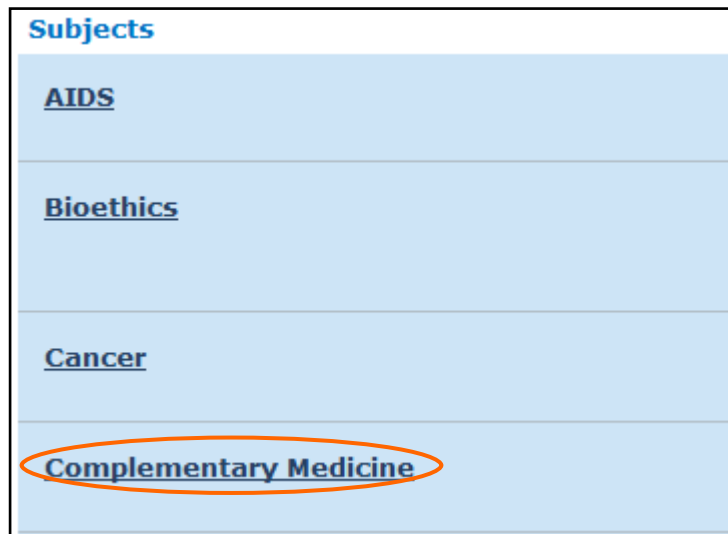 Subjects
AIDS
Bioethics
Cancer
Complementary Medicine